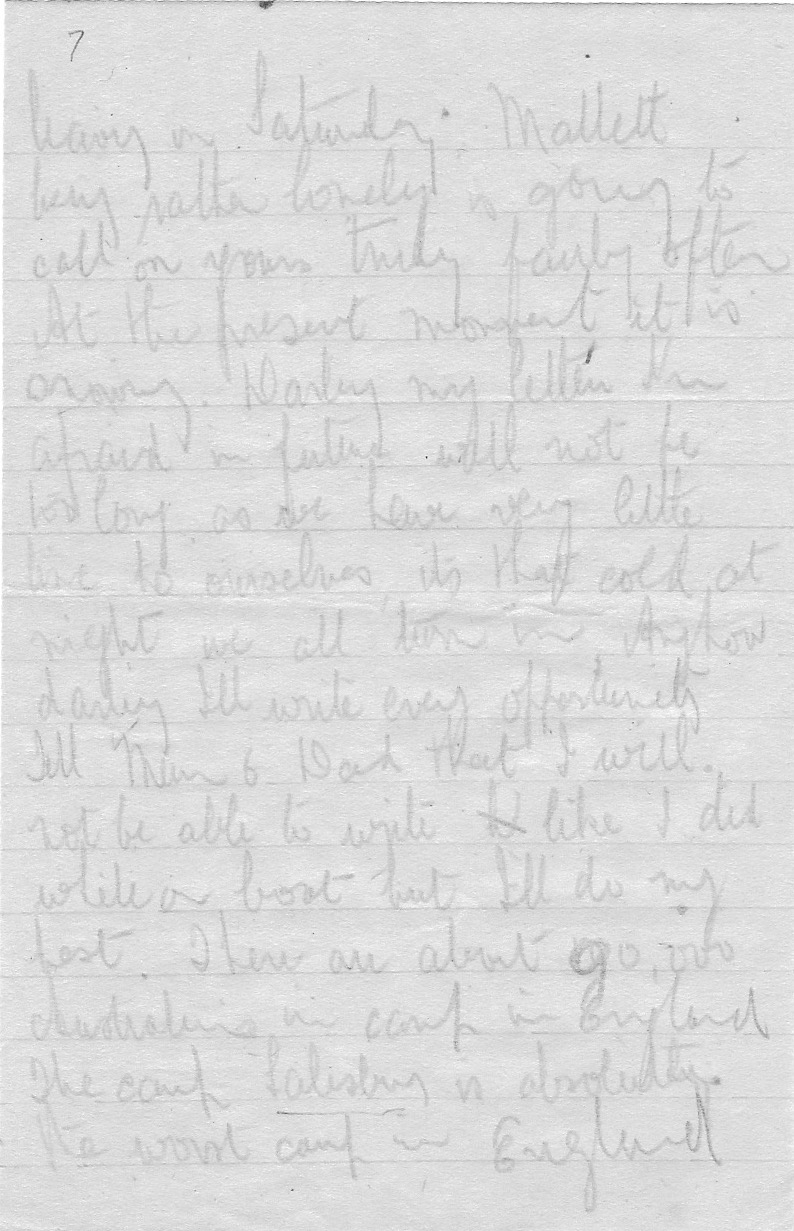 7
leaving on Saturday. Mallett
being rather lonely is going to
call on yours truly fairly often
At the present moment it is
snowing. Darling my letters I'm
afraid in future will not be
too long as we have very little
time to ourselves, its that cold at
night we all turn in. Anyhow
darling I'll write every opportunity
Tell Mum & Dad that I will.
not be able to write like I did
while on boat but I'll do my
best. There are about 90,000
Australians in camp in England
The camp Salisbury is absolutely.
the worst camp in England